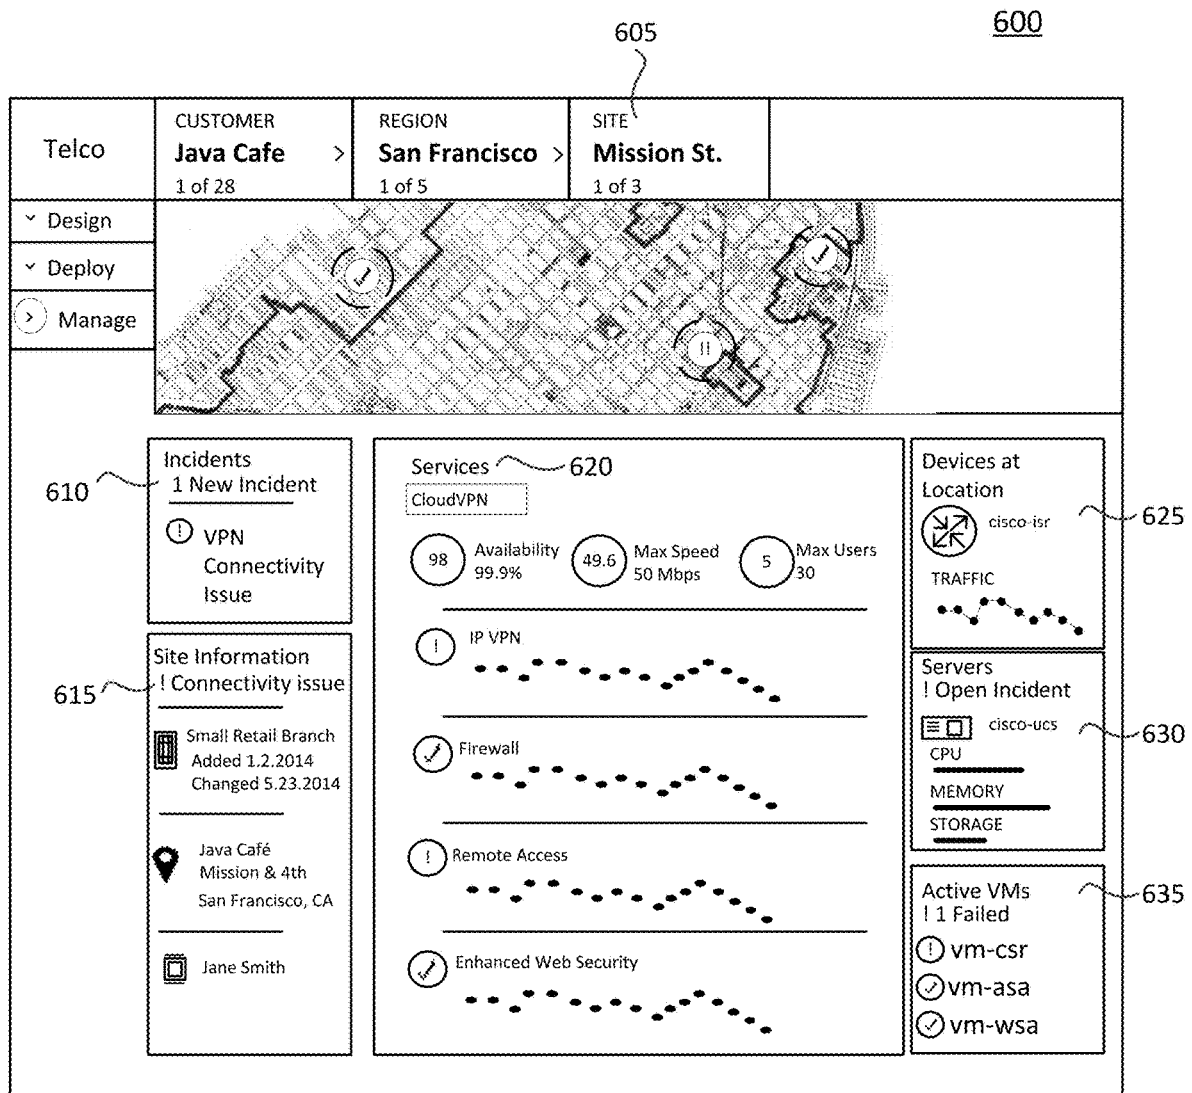 600
605
Telco
CUSTOMER
Java Cafe >
1 of 28
REGION
San Francisco >
1 of 5
SITE
Mission St.
1 of 3
Design
Deploy
Manage
610
Incidents
1 New Incident
! VPN
Connectivity
Issue
615
Site Information
! Connectivity issue
Small Retail Branch
Added 1.2.2014
Changed 5.23.2014
Java Café
Mission & 4th
San Francisco, CA
Jane Smith
Services
620
CloudVPN
98
Availability
99.9%
49.6
Max Speed
50 Mbps
5
Max Users
30
! IP VPN
Firewall
! Remote Access
Enhanced Web Security
Devices at
Location
625
cisco-isr
TRAFFIC
Servers
! Open Incident
630
cisco-ucs
CPU
MEMORY
STORAGE
635
Active VMs
! 1 Failed
! vm-csr
vm-asa
vm-wsa